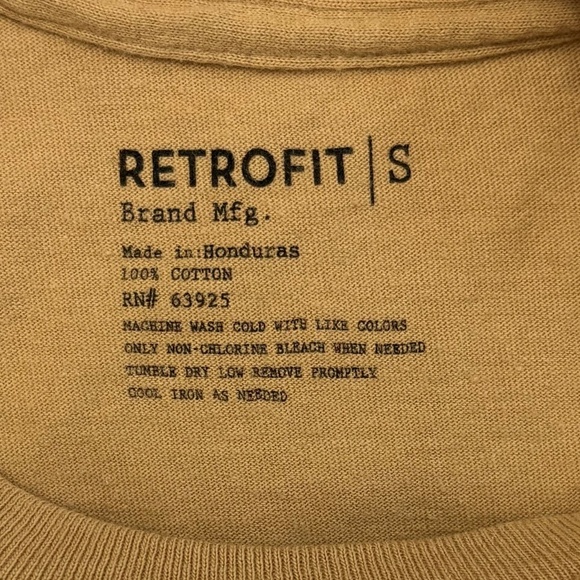 RETROFIT | S
Brand Mfg.
Made in:Honduras
100% COTTON
RN# 63925
MACHINE WASH COLD WITH LIKE COLORS
ONLY NON-CHLORINE BLEACH WHEN NEEDED
TUMBLE DRY LOW REMOVE PROMPTLY
COOL IRON AS NEEDED